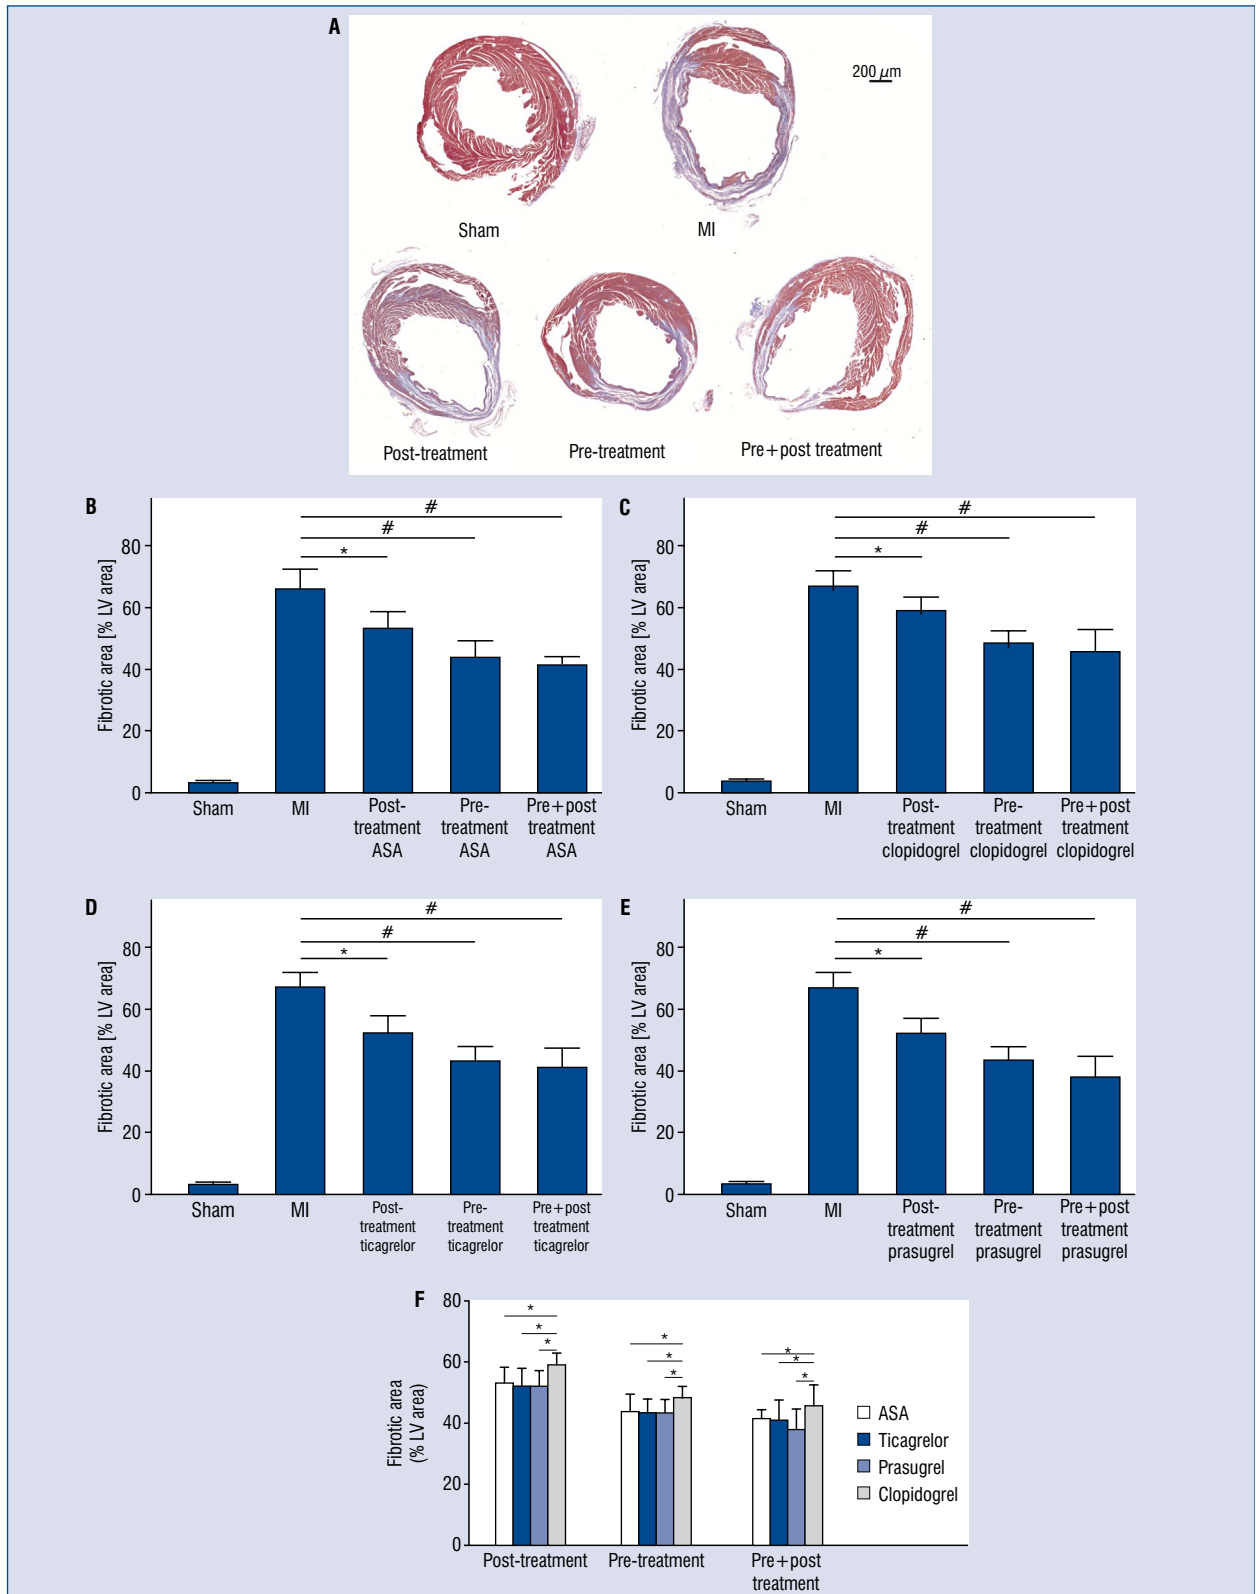 A
200 µm
Sham
MI
Post-treatment
Pre-treatment
Pre+post treatment
B
Fibrotic area [% LV area]
80
60
40
20
0
#
#
*
Sham
MI
Post-
treatment
ASA
Pre-
treatment
ASA
Pre+post
treatment
ASA
C
Fibrotic area [% LV area]
80
60
40
20
0
#
#
*
Sham
MI
Post-
treatment
clopidogrel
Pre-
treatment
clopidogrel
Pre+post
treatment
clopidogrel
D
Fibrotic area [% LV area]
80
60
40
20
0
#
#
*
Sham
MI
Post-
treatment
ticagrelor
Pre-
treatment
ticagrelor
Pre+post
treatment
ticagrelor
E
Fibrotic area [% LV area]
80
60
40
20
0
#
#
*
Sham
MI
Post-
treatment
prasugrel
Pre-
treatment
prasugrel
Pre+post
treatment
prasugrel
F
Fibrotic area
(% LV area)
80
60
40
20
0
*
*
*
*
*
*
*
*
*
Post-treatment
Pre-treatment
Pre+post
treatment
ASA
Ticagrelor
Prasugrel
Clopidogrel